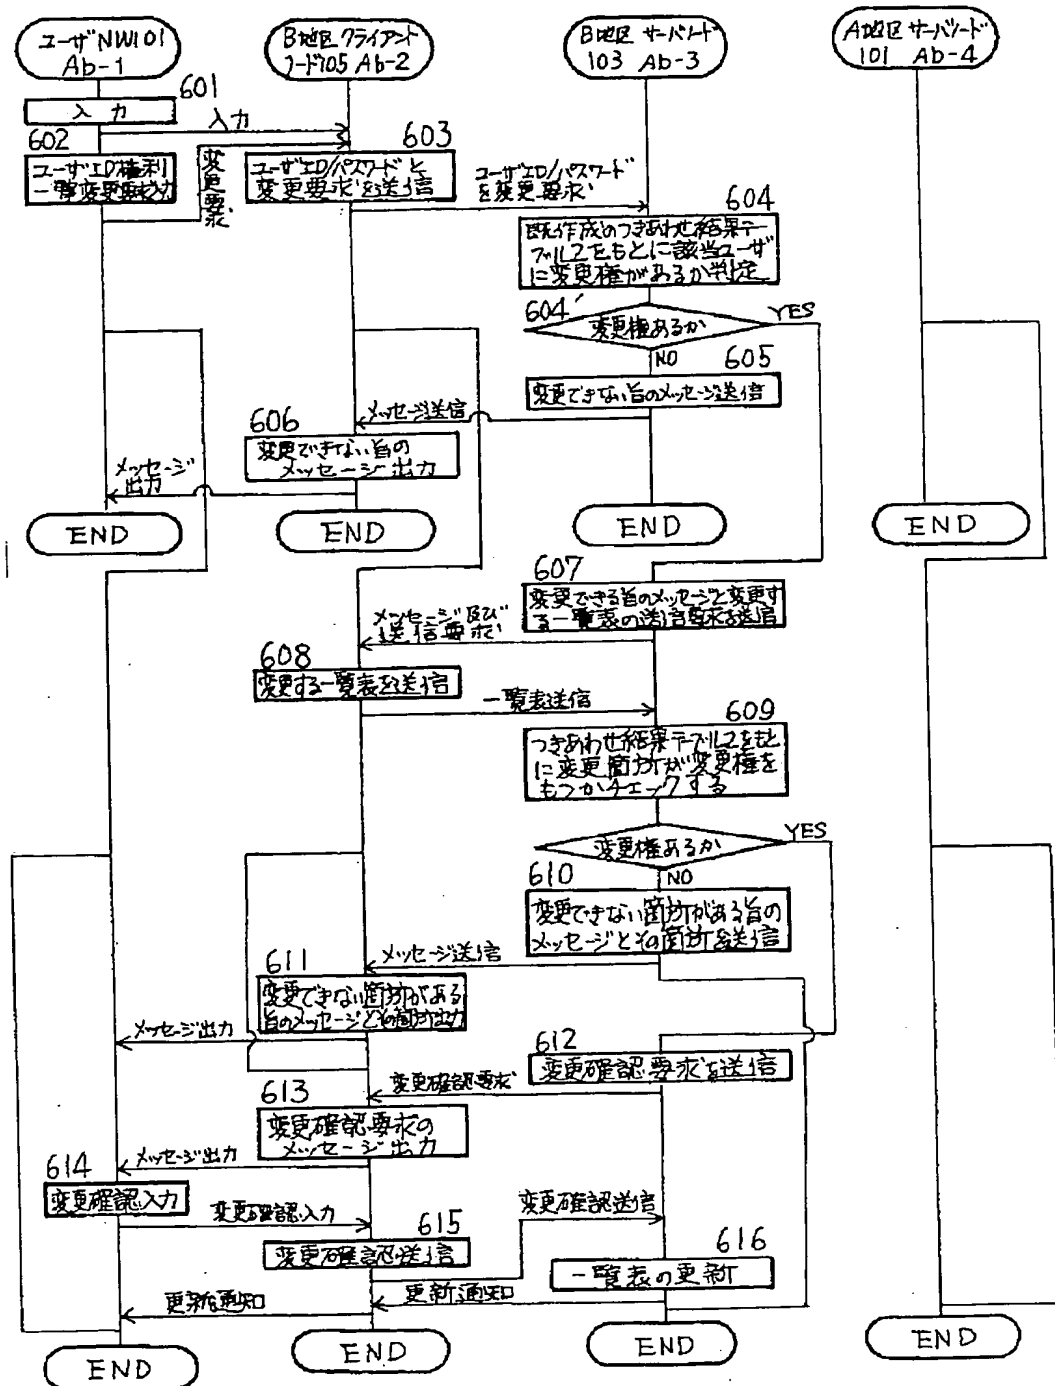 ユーザNW101
Ab-1
B地区クライアント
ノード105 Ab-2
B地区 サーバノード
103 Ab-3
A地区 サーバノード
101 Ab-4
601
入力
入力
602
ユーザID権利
一覧変更要求入力
変更要求
603
ユーザID/パスワードと
変更要求を送信
ユーザID/パスワード
を変更要求
604
既作成のつきあわせ結果テー
ブル2をもとに該当ユーザ
に変更権があるか判定
604'
変更権あるか
YES
NO
605
変更できない旨のメッセージ送信
メッセージ送信
606
変更できない旨の
メッセージ出力
メッセージ
出力
END
END
END
END
607
変更できる旨のメッセージと変更す
る一覧表の送信要求を送信
メッセージ及び
送信要求
608
変更する一覧表を送信
一覧表送信
609
つきあわせ結果テーブル2をもと
に変更箇所が変更権を
もつかチェックする
変更権あるか
YES
NO
610
変更できない箇所がある旨の
メッセージとその箇所を送信
メッセージ送信
611
変更できない箇所がある
旨のメッセージとその箇所出力
メッセージ出力
612
変更確認要求を送信
変更確認要求
613
変更確認要求の
メッセージ出力
メッセージ出力
614
変更確認入力
変更確認入力
615
変更確認送信
変更確認送信
616
一覧表の更新
更新通知
更新通知
END
END
END
END